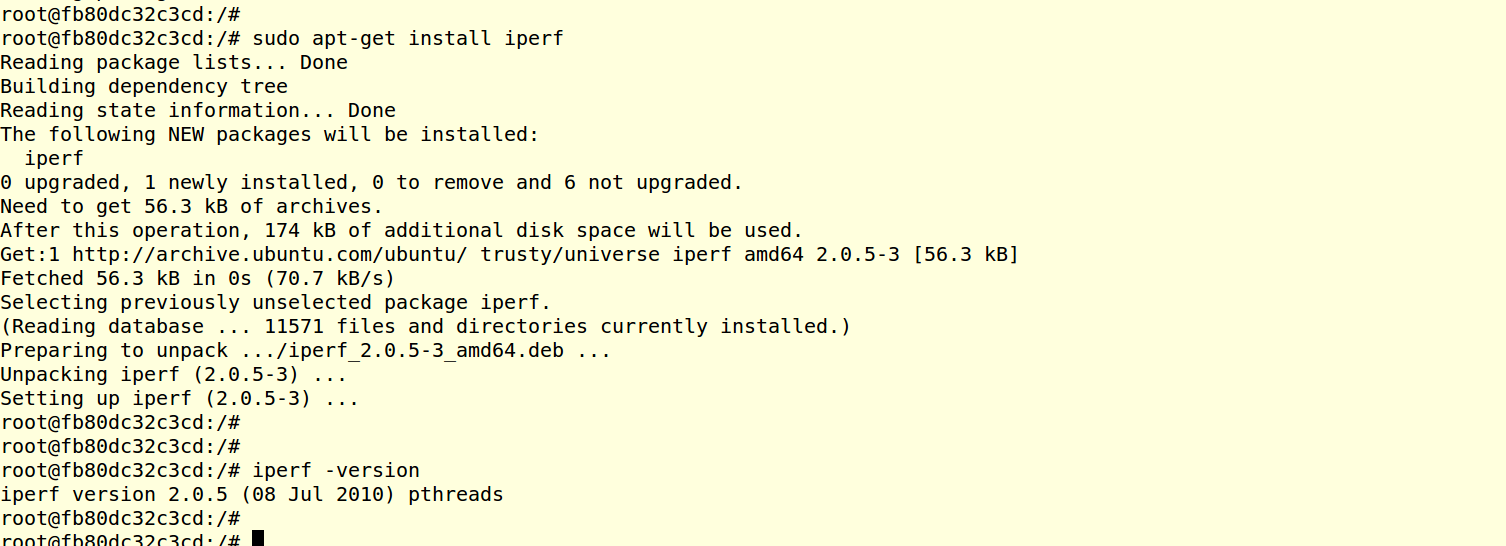 root@fb80dc32c3cd:/#
root@fb80dc32c3cd:/# sudo apt-get install iperf
Reading package lists... Done
Building dependency tree
Reading state information... Done
The following NEW packages will be installed:
  iperf
0 upgraded, 1 newly installed, 0 to remove and 6 not upgraded.
Need to get 56.3 kB of archives.
After this operation, 174 kB of additional disk space will be used.
Get:1 http://archive.ubuntu.com/ubuntu/ trusty/universe iperf amd64 2.0.5-3 [56.3 kB]
Fetched 56.3 kB in 0s (70.7 kB/s)
Selecting previously unselected package iperf.
(Reading database ... 11571 files and directories currently installed.)
Preparing to unpack .../iperf_2.0.5-3_amd64.deb ...
Unpacking iperf (2.0.5-3) ...
Setting up iperf (2.0.5-3) ...
root@fb80dc32c3cd:/#
root@fb80dc32c3cd:/#
root@fb80dc32c3cd:/# iperf -version
iperf version 2.0.5 (08 Jul 2010) pthreads
root@fb80dc32c3cd:/#
root@fb80dc32c3cd:/#